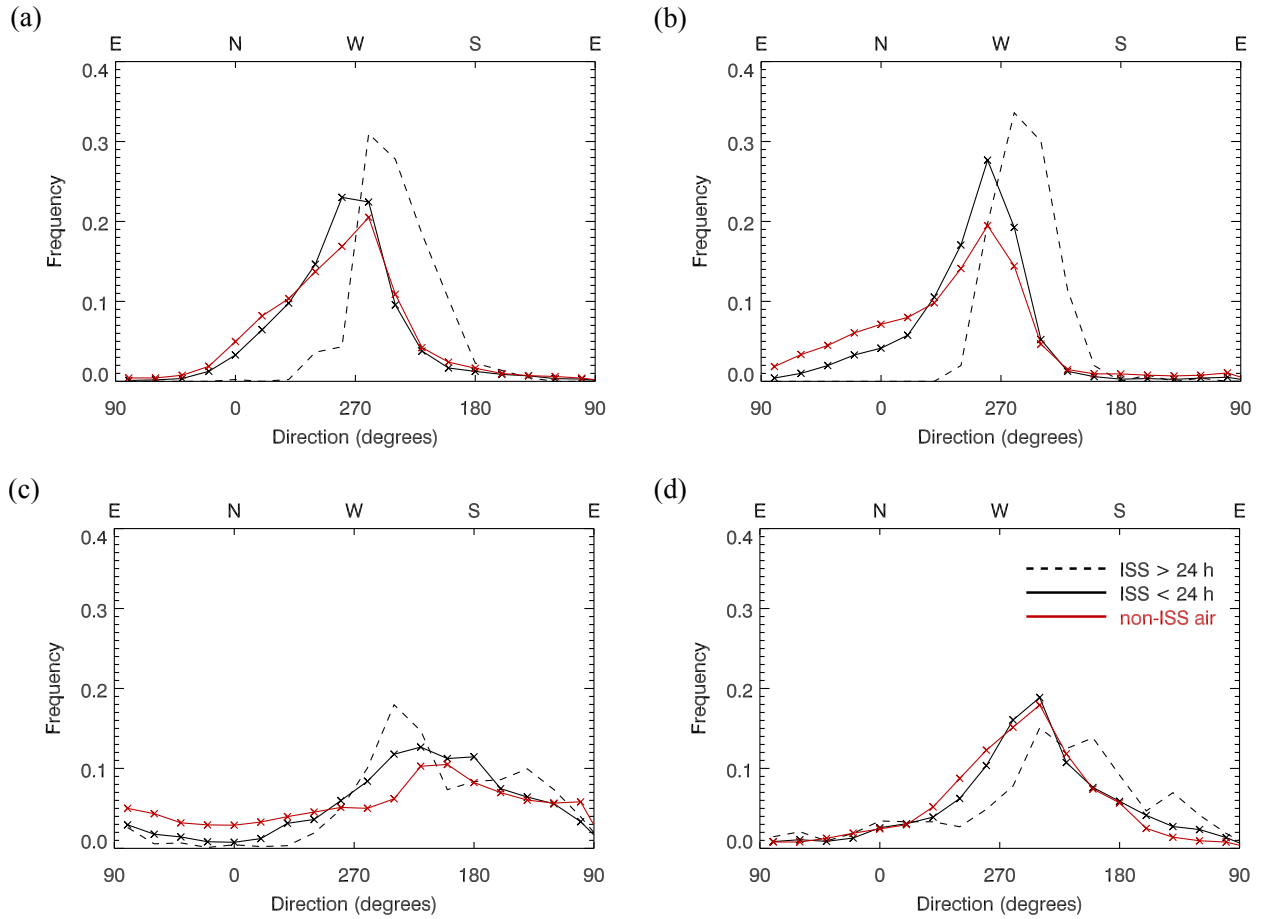 (a)
(b)
E N W S E
E N W S E
0.4
0.3
0.2
0.1
0.0
Frequency
90 0 270 180 90
Direction (degrees)
0.4
0.3
0.2
0.1
0.0
Frequency
90 0 270 180 90
Direction (degrees)
(c)
(d)
E N W S E
E N W S E
0.4
0.3
0.2
0.1
0.0
Frequency
90 0 270 180 90
Direction (degrees)
0.4
0.3
0.2
0.1
0.0
Frequency
ISS > 24 h
ISS < 24 h
non-ISS air
90 0 270 180 90
Direction (degrees)